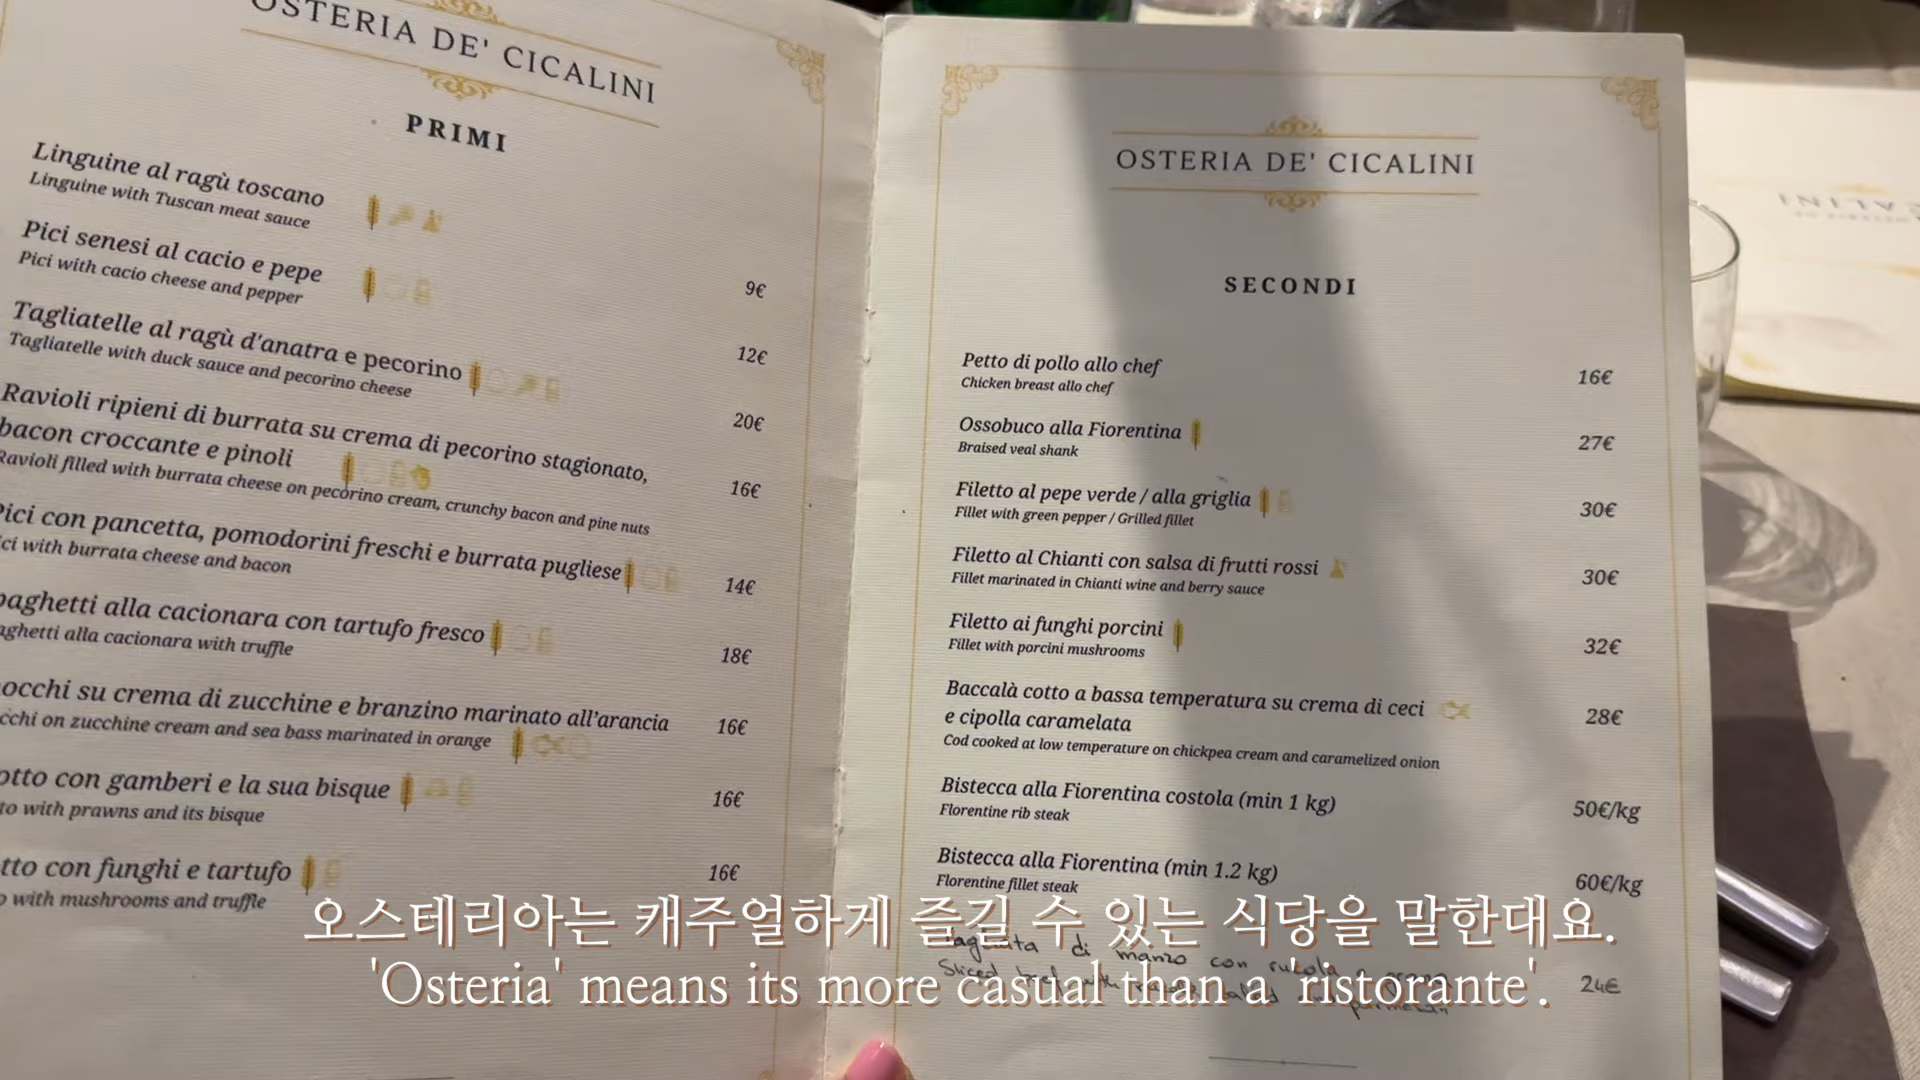 OSTERIA DE' CICALINI
PRIMI
Linguine al ragù toscano
Linguine with Tuscan meat sauce
9€
Pici senesi al cacio e pepe
Pici with cacio cheese and pepper
12€
Tagliatelle al ragù d'anatra e pecorino
Tagliatelle with duck sauce and pecorino cheese
20€
Ravioli ripieni di burrata su crema di pecorino stagionato,
bacon croccante e pinoli
Ravioli filled with burrata cheese on pecorino cream, crunchy bacon and pine nuts
16€
Pici con pancetta, pomodorini freschi e burrata pugliese
ici with burrata cheese and bacon
14€
paghetti alla cacionara con tartufo fresco
aghetti alla cacionara with truffle
18€
occhi su crema di zucchine e branzino marinato all'arancia
cchi on zucchine cream and sea bass marinated in orange
16€
otto con gamberi e la sua bisque
to with prawns and its bisque
16€
tto con funghi e tartufo
o with mushrooms and truffle
16€
OSTERIA DE' CICALINI
SECONDI
Petto di pollo allo chef
Chicken breast allo chef
16€
Ossobuco alla Fiorentina
Braised veal shank
27€
Filetto al pepe verde / alla griglia
Fillet with green pepper / Grilled fillet
30€
Filetto al Chianti con salsa di frutti rossi
Fillet marinated in Chianti wine and berry sauce
30€
Filetto ai funghi porcini
Fillet with porcini mushrooms
32€
Baccalà cotto a bassa temperatura su crema di ceci
e cipolla caramelata
Cod cooked at low temperature on chickpea cream and caramelized onion
28€
Bistecca alla Fiorentina costola (min 1 kg)
Florentine rib steak
50€/kg
Bistecca alla Fiorentina (min 1.2 kg)
Florentine fillet steak
60€/kg
di manzo con rucola
Sliced beef
24€
오스테리아는 캐주얼하게 즐길 수 있는 식당을 말한대요.
'Osteria' means its more casual than a 'ristorante'.